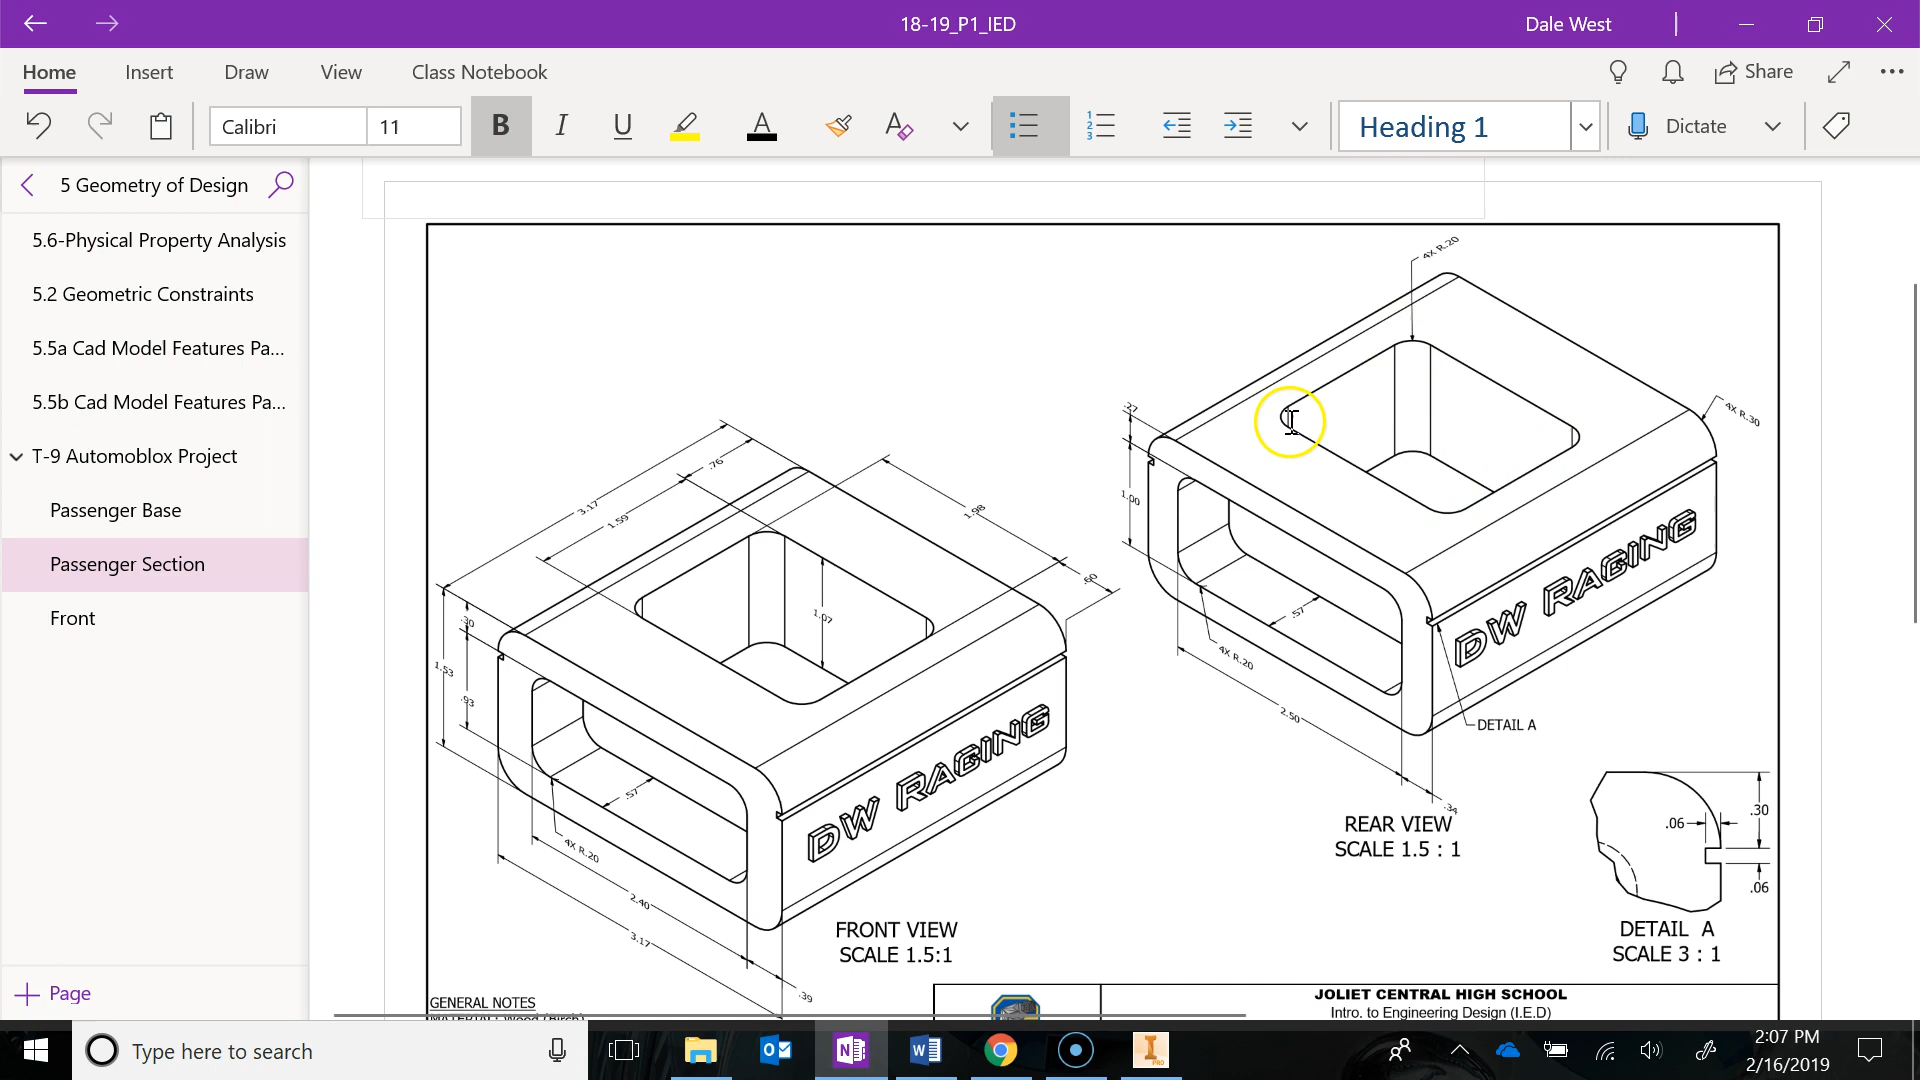 18-19_P1_IED
Dale West
Home Insert Draw View Class Notebook
Share
Calibri 11 B I U A A
Heading 1
Dictate
5 Geometry of Design
5.6-Physical Property Analysis
5.2 Geometric Constraints
5.5a Cad Model Features Pa...
5.5b Cad Model Features Pa...
T-9 Automoblox Project
Passenger Base
Passenger Section
Front
Page
4X R.20
4X R.30
.27
1.00
.57
4X R.20
2.50
.34
DW RACING
DETAIL A
REAR VIEW
SCALE 1.5 : 1
.76
3.17
1.59
1.98
.60
1.07
.30
1.53
.93
.57
4X R.20
2.40
3.17
.39
DW RACING
FRONT VIEW
SCALE 1.5:1
.06
.30
.06
DETAIL A
SCALE 3 : 1
GENERAL NOTES
MATERIAL: Wood (Birch)
JOLIET CENTRAL HIGH SCHOOL
Intro. to Engineering Design (I.E.D)
Type here to search
2:07 PM
2/16/2019